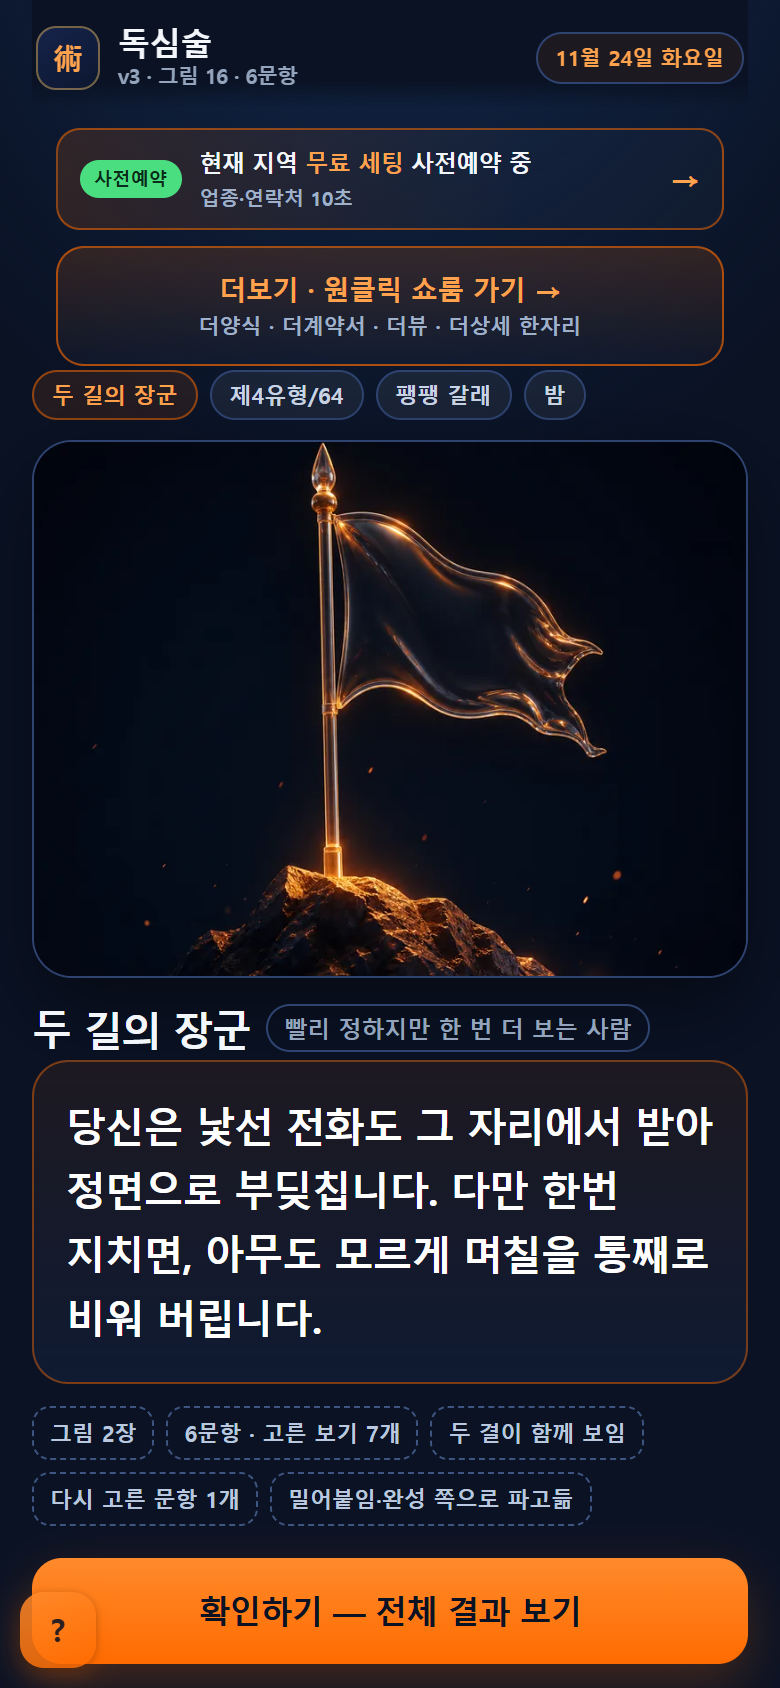 術
독심술
v3 · 그림 16 · 6문항
11월 24일 화요일
사전예약
현재 지역 무료 세팅 사전예약 중
업종·연락처 10초
→
더보기 · 원클릭 쇼룸 가기 →
더양식 · 더계약서 · 더뷰 · 더상세 한자리
두 길의 장군
제4유형/64
팽팽 갈래
밤
두 길의 장군
빨리 정하지만 한 번 더 보는 사람
당신은 낯선 전화도 그 자리에서 받아
정면으로 부딪칩니다. 다만 한번
지치면, 아무도 모르게 며칠을 통째로
비워 버립니다.
그림 2장
6문항 · 고른 보기 7개
두 결이 함께 보임
다시 고른 문항 1개
밀어붙임·완성 쪽으로 파고듦
확인하기 — 전체 결과 보기
?